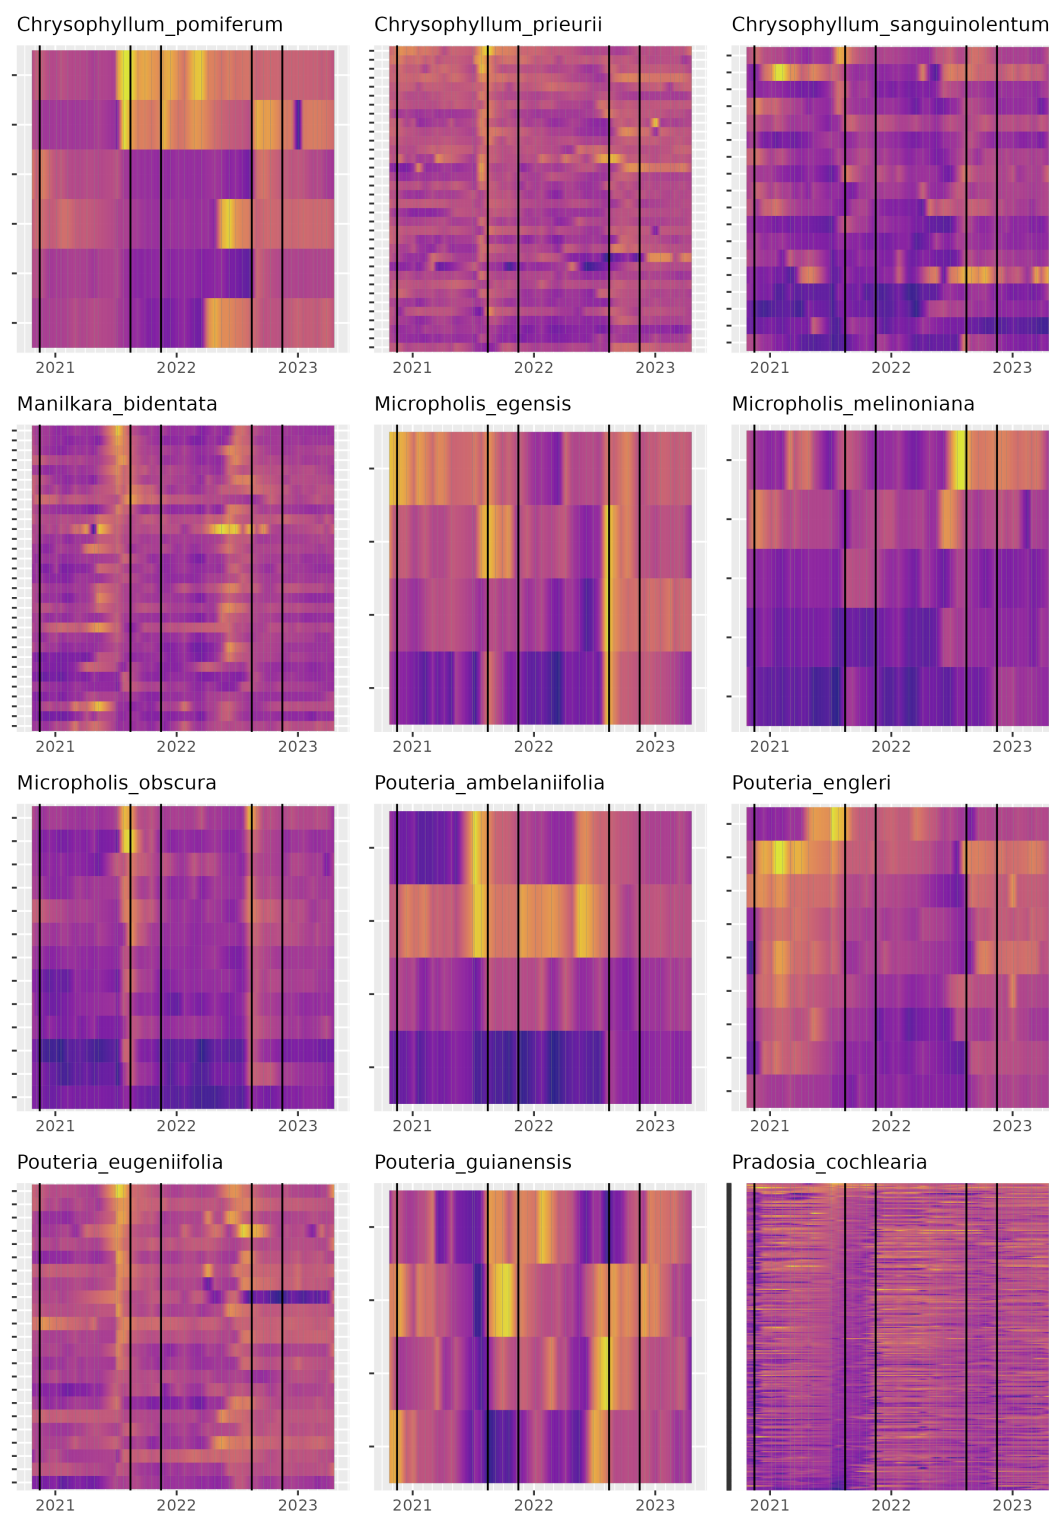 Chrysophyllum_pomiferum Chrysophyllum_prieurii Chrysophyllum_sanguinolentum
2021 2022 2023 2021 2022 2023 2021 2022 2023
Manilkara_bidentata Micropholis_egensis Micropholis_melinoniana
2021 2022 2023 2021 2022 2023 2021 2022 2023
Micropholis_obscura Pouteria_ambelaniifolia Pouteria_engleri
2021 2022 2023 2021 2022 2023 2021 2022 2023
Pouteria_eugeniifolia Pouteria_guianensis Pradosia_cochlearia
2021 2022 2023 2021 2022 2023 2021 2022 2023